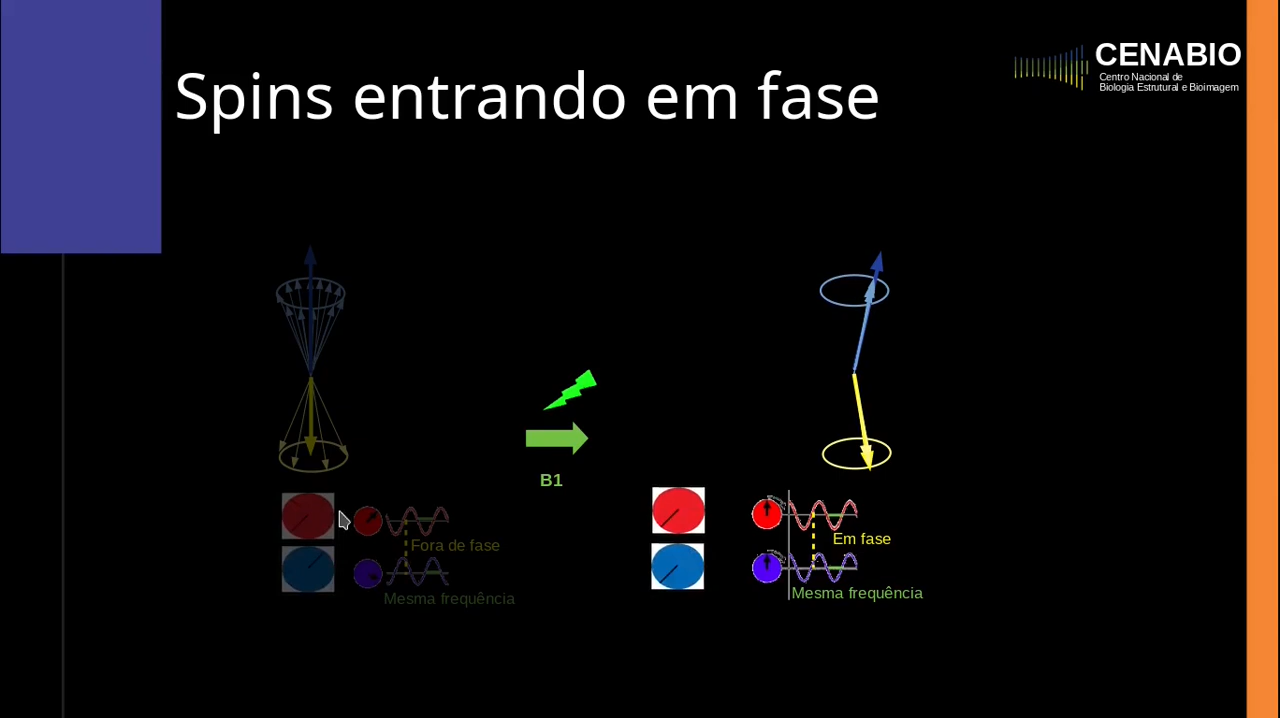 Spins entrando em fase
CENABIO
Centro Nacional de
Biologia Estrutural e Bioimagem
B1
Fora de fase
Mesma frequência
Em fase
Mesma frequência